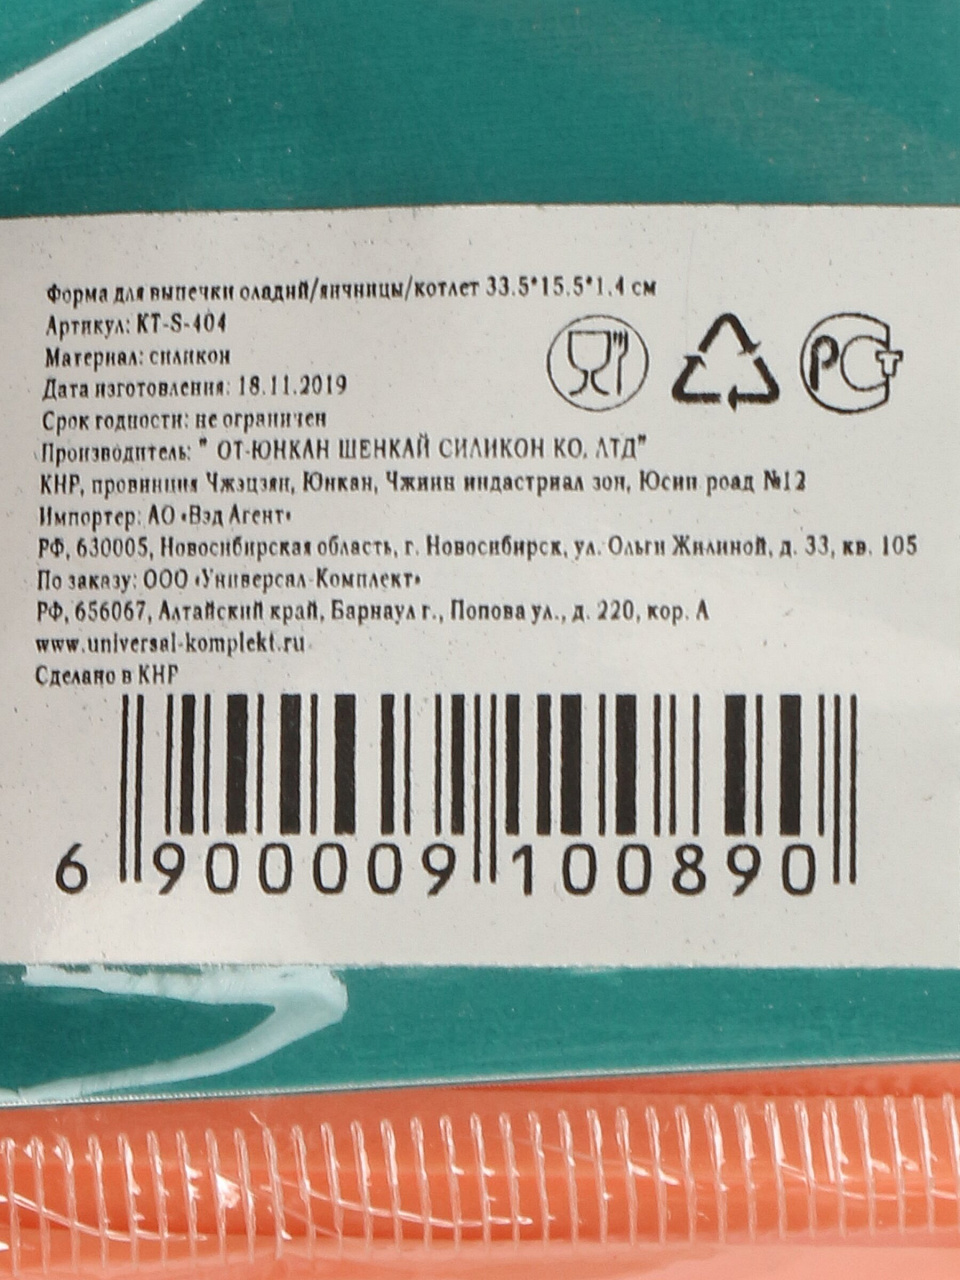 Форма для выпечки оладий/яичницы/котлет 33.5*15.5*1.4 см
Артикул: KT-S-404
Материал: силикон
Дата изготовления: 18.11.2019
Срок годности: не ограничен
Производитель: " ОТ-ЮНКАН ШЕНКАЙ СИЛИКОН КО, ЛТД"
КНР, провинция Чжэцзян, Юнкан, Чжинв индастриал зон, Юсин роад №12
Импортер: АО «Вэд Агент»
РФ, 630005, Новосибирская область, г. Новосибирск, ул. Ольги Жилиной, д. 33, кв. 105
По заказу: ООО «Универсал-Комплект»
РФ, 656067, Алтайский край, Барнаул г., Попова ул., д. 220, кор. А
www.universal-komplekt.ru
Сделано в КНР
РСТ
6 900009 100890